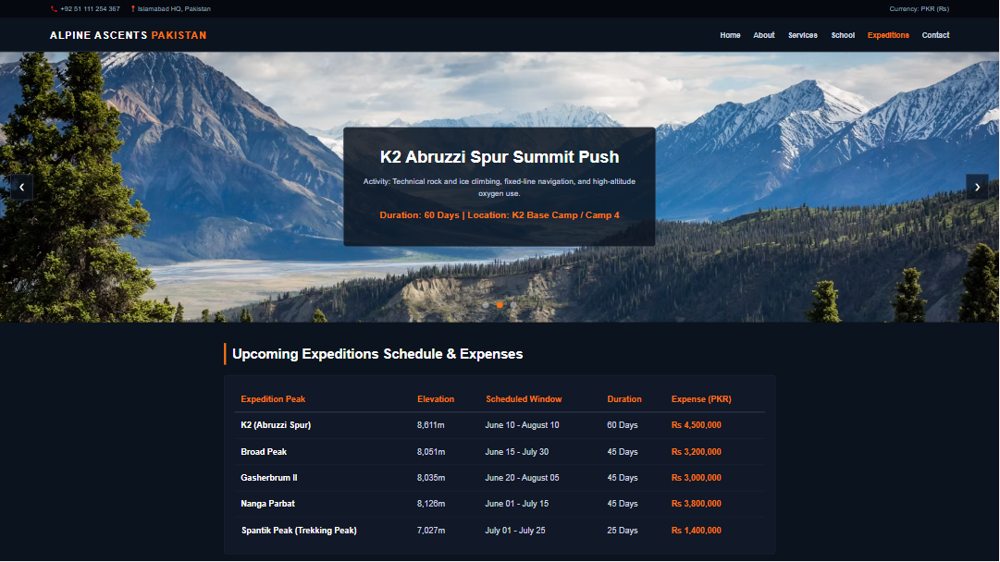 📞 +92 51 111 254 367 📍 Islamabad HQ, Pakistan Currency: PKR (Rs)
ALPINE ASCENTS PAKISTAN Home About Services School Expeditions Contact
K2 Abruzzi Spur Summit Push
Activity: Technical rock and ice climbing, fixed-line navigation, and high-altitude
oxygen use.
Duration: 60 Days | Location: K2 Base Camp / Camp 4
❮ ❯
Upcoming Expeditions Schedule & Expenses
Expedition Peak Elevation Scheduled Window Duration Expense (PKR)
K2 (Abruzzi Spur) 8,611m June 10 - August 10 60 Days Rs 4,500,000
Broad Peak 8,051m June 15 - July 30 45 Days Rs 3,200,000
Gasherbrum II 8,035m June 20 - August 05 45 Days Rs 3,000,000
Nanga Parbat 8,126m June 01 - July 15 45 Days Rs 3,800,000
Spantik Peak (Trekking Peak) 7,027m July 01 - July 25 25 Days Rs 1,400,000